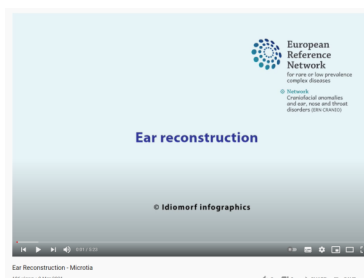 European
Reference
Network
for rare or low prevalence
complex diseases
Network
Craniofacial anomalies
and ear, nose and throat
disorders (ERN CRANIO)
Ear reconstruction
© Idiomorf infographics
Ear Reconstruction - Microtia